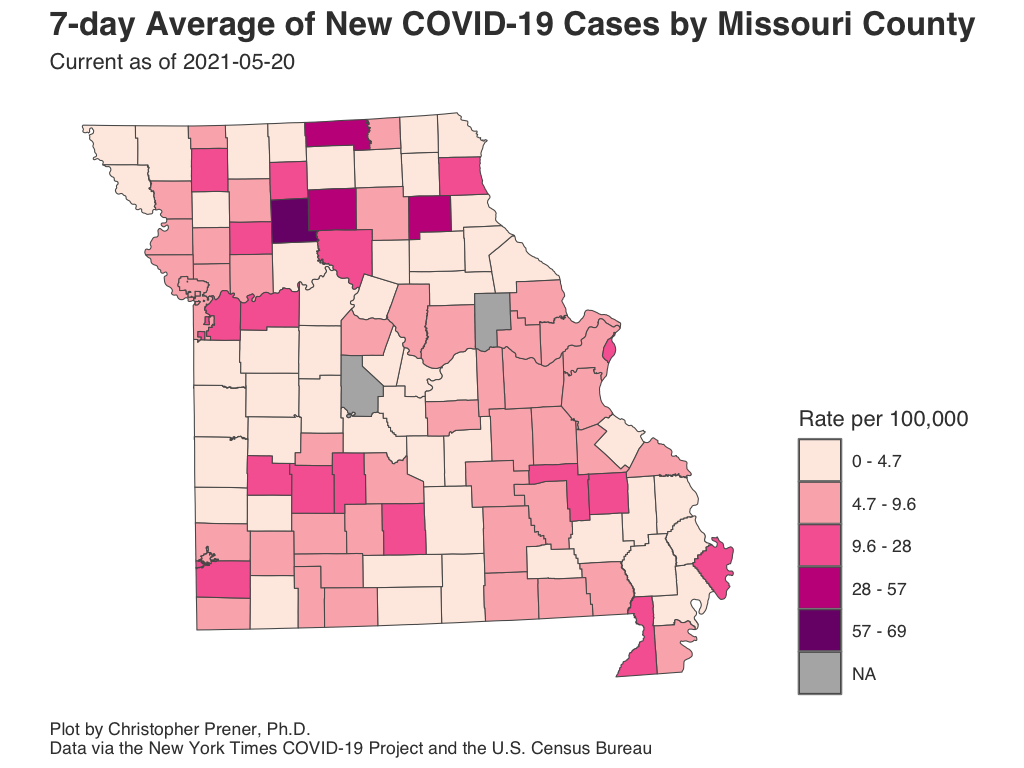 7-day Average of New COVID-19 Cases by Missouri County
Current as of 2021-05-20
Rate per 100,000
0 - 4.7
4.7 - 9.6
9.6 - 28
28 - 57
57 - 69
NA
Plot by Christopher Prener, Ph.D.
Data via the New York Times COVID-19 Project and the U.S. Census Bureau